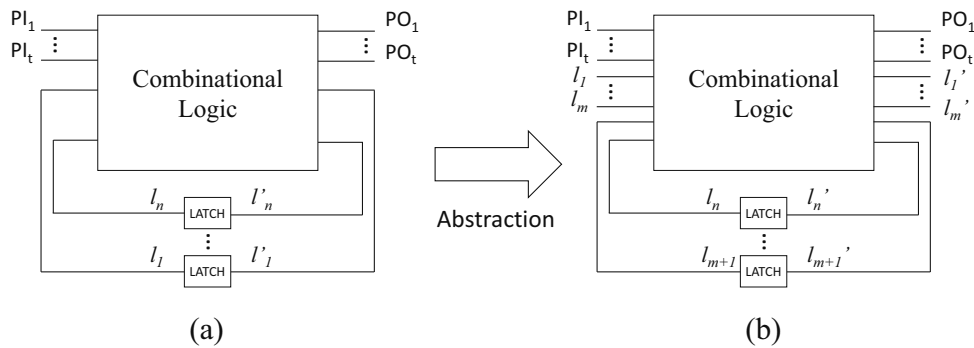 PI₁
⋮
PIₜ
Combinational
Logic
PO₁
⋮
POₜ
lₙ
LATCH
l'ₙ
⋮
l₁
LATCH
l'₁
(a)
Abstraction
PI₁
⋮
PIₜ
l₁
⋮
lₘ
Combinational
Logic
PO₁
⋮
POₜ
l₁'
⋮
lₘ'
lₙ
LATCH
lₙ'
⋮
lₘ₊₁
LATCH
lₘ₊₁'
(b)